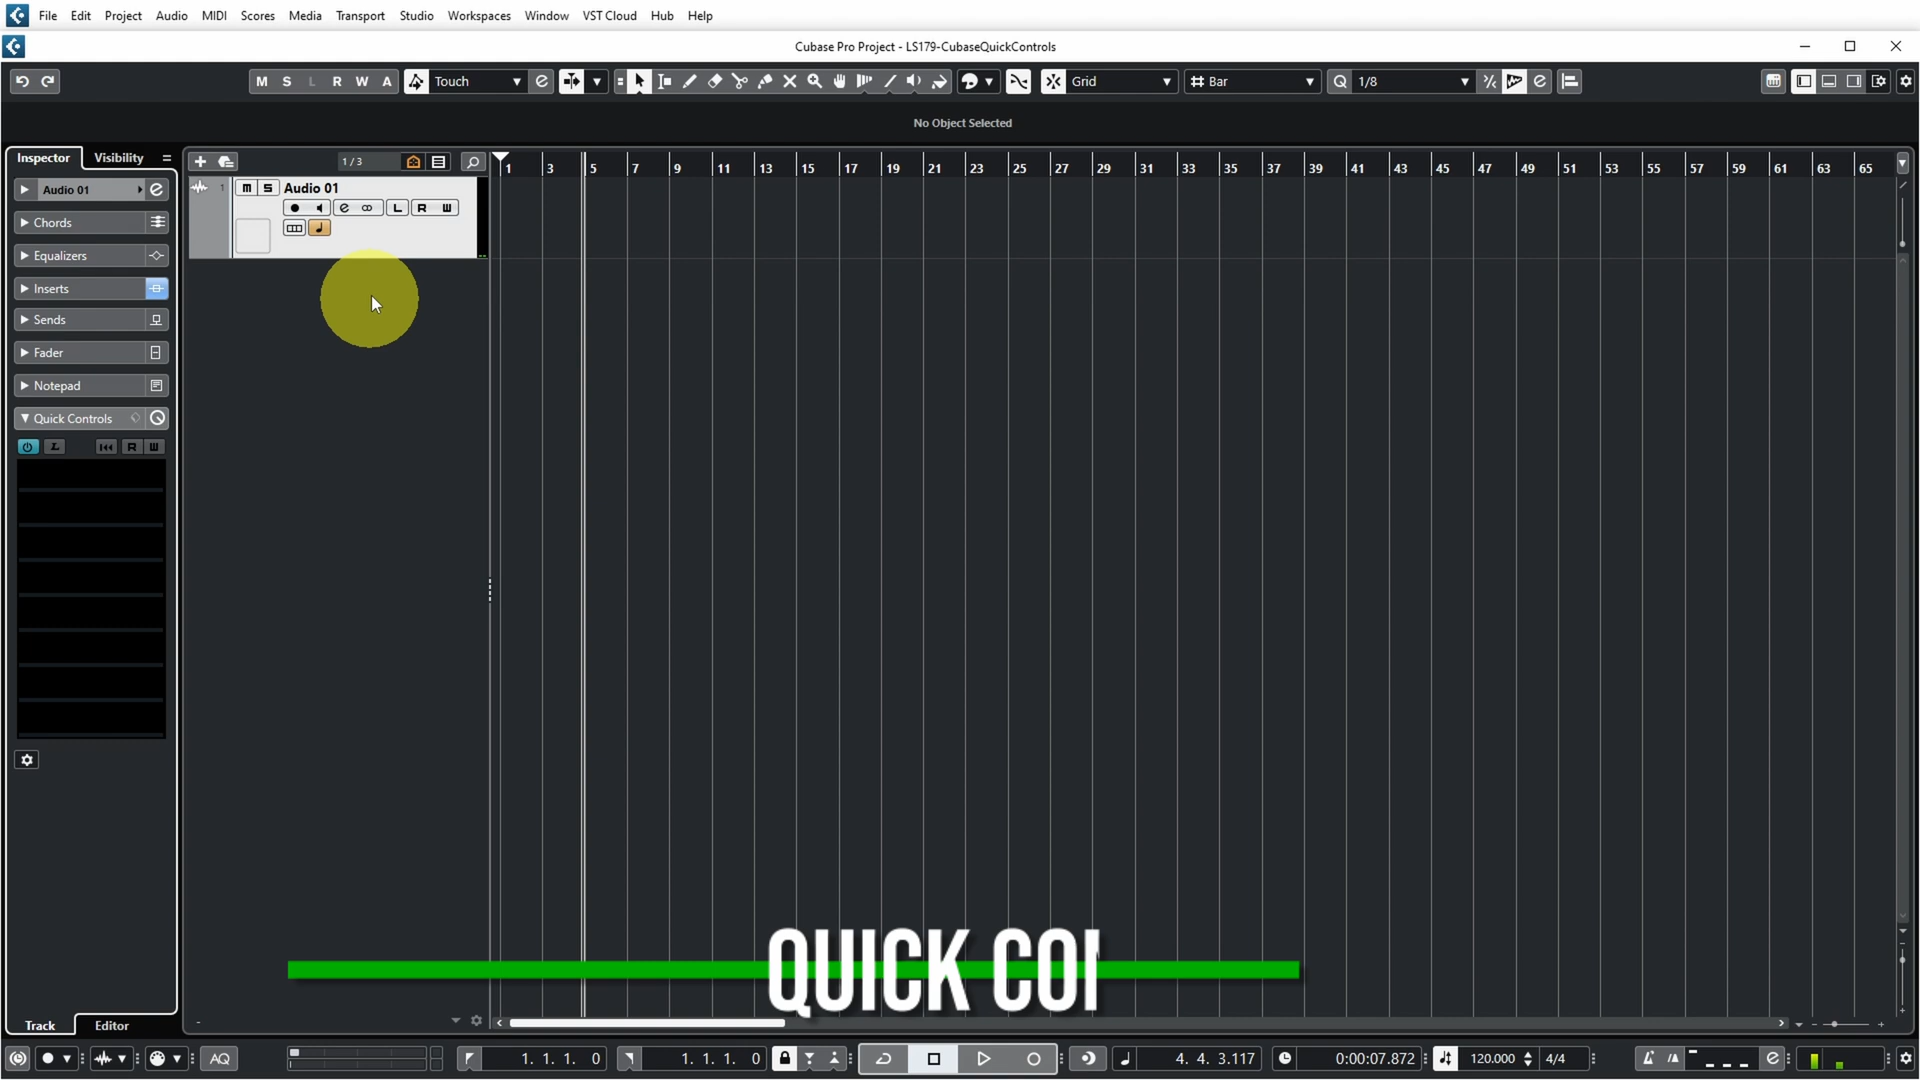 File Edit Project Audio MIDI Scores Media Transport Studio Workspaces Window VST Cloud Hub Help
Cubase Pro Project - LS179-CubaseQuickControls
M S L R W A Touch Grid Bar Q 1/8
No Object Selected
Inspector Visibility
1 / 3
1 3 5 7 9 11 13 15 17 19 21 23 25 27 29 31 33 35 37 39 41 43 45 47 49 51 53 55 57 59 61 63 65
Audio 01
1 m S Audio 01
L R W
Chords
Equalizers
Inserts
Sends
Fader
Notepad
Quick Controls
L R W
QUICK CO
Track Editor
AQ 1. 1. 1. 0 1. 1. 1. 0 4. 4. 3.117 0:00:07.872 120.000 4/4